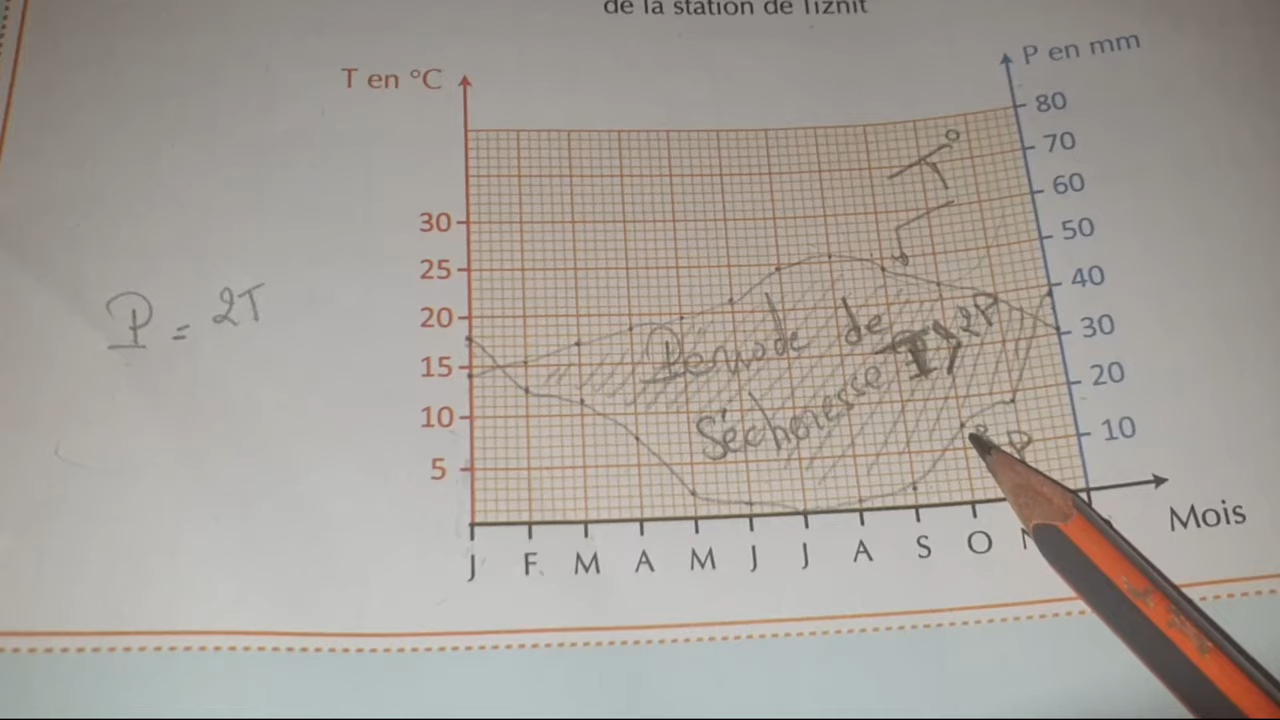 de la station de Tiznit
T en °C
P en mm
80
70
60
50
40
30
20
10
30
25
20
15
10
5
T°
P = 2T
Période de
Sécheresse
2P
P
J F M A M J J A S O
Mois